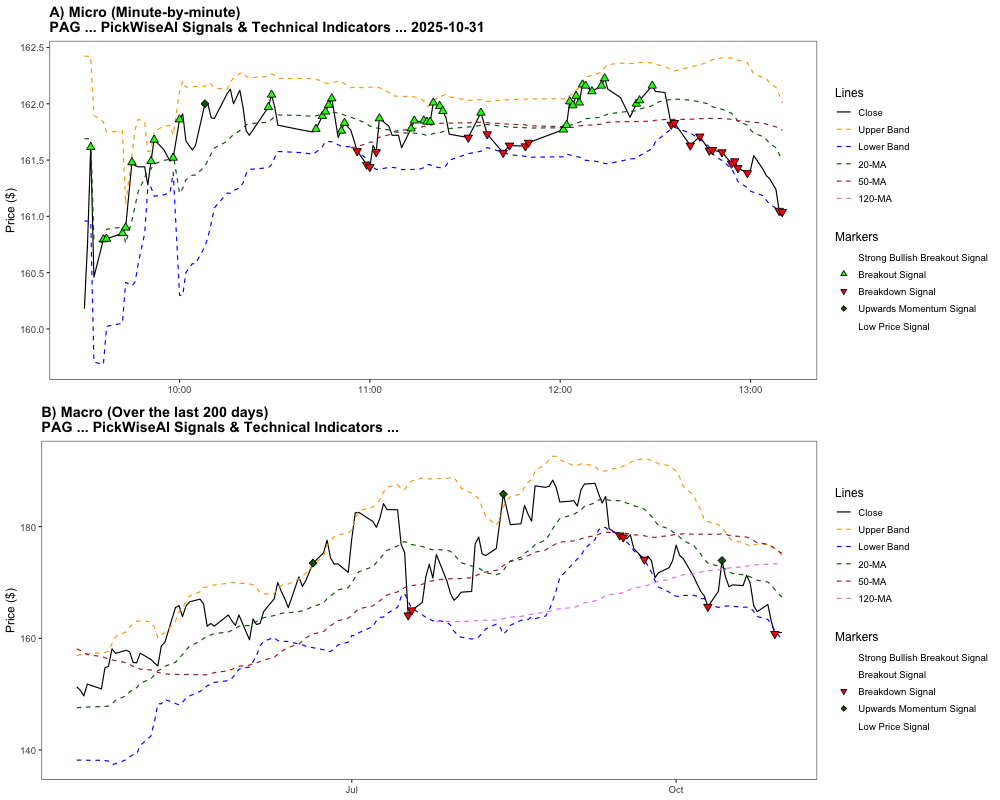 A) Micro (Minute-by-minute)
PAG ... PickWiseAI Signals & Technical Indicators ... 2025-10-31
162.5
162.0
161.5
161.0
160.5
160.0
Price ($)
10:00
11:00
12:00
13:00
Lines
Close
Upper Band
Lower Band
20-MA
50-MA
120-MA
Markers
Strong Bullish Breakout Signal
Breakout Signal
Breakdown Signal
Upwards Momentum Signal
Low Price Signal
B) Macro (Over the last 200 days)
PAG ... PickWiseAI Signals & Technical Indicators ...
180
160
140
Price ($)
Jul
Oct
Lines
Close
Upper Band
Lower Band
20-MA
50-MA
120-MA
Markers
Strong Bullish Breakout Signal
Breakout Signal
Breakdown Signal
Upwards Momentum Signal
Low Price Signal